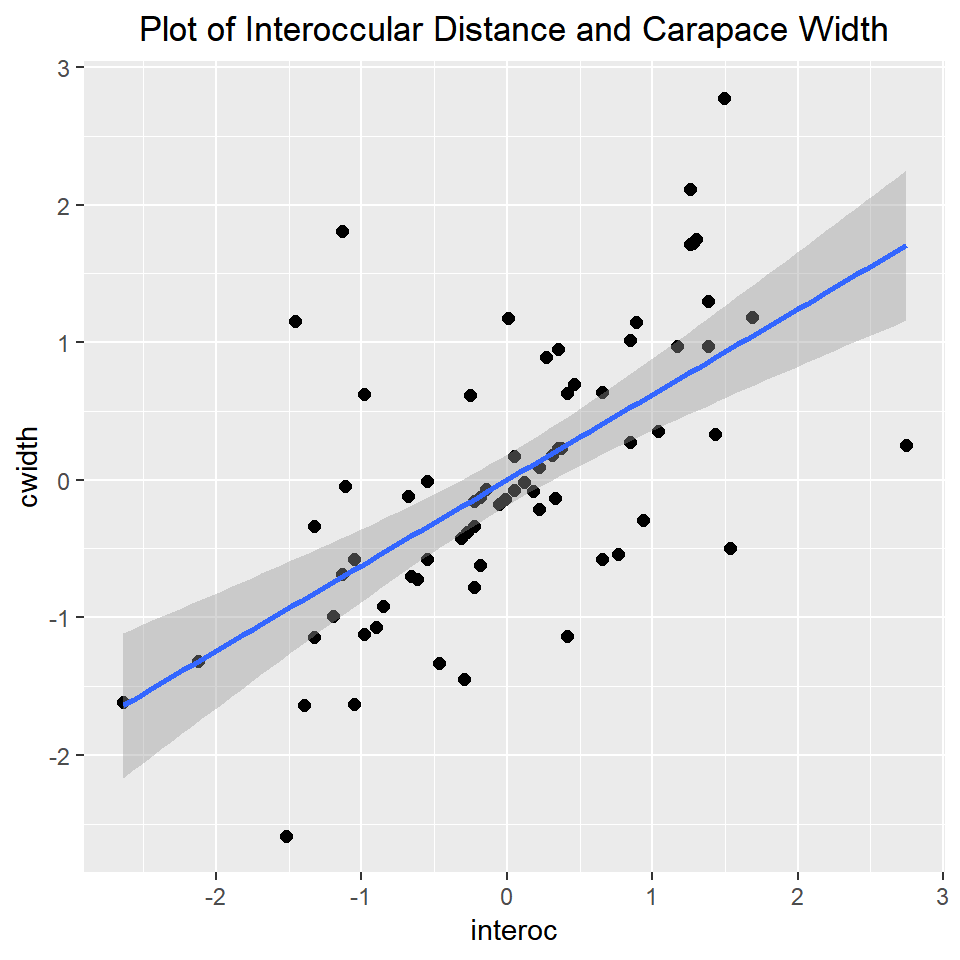 Plot of Interoccular Distance and Carapace Width
3
2
1
0
-1
-2
cwidth
-2 -1 0 1 2 3
interoc